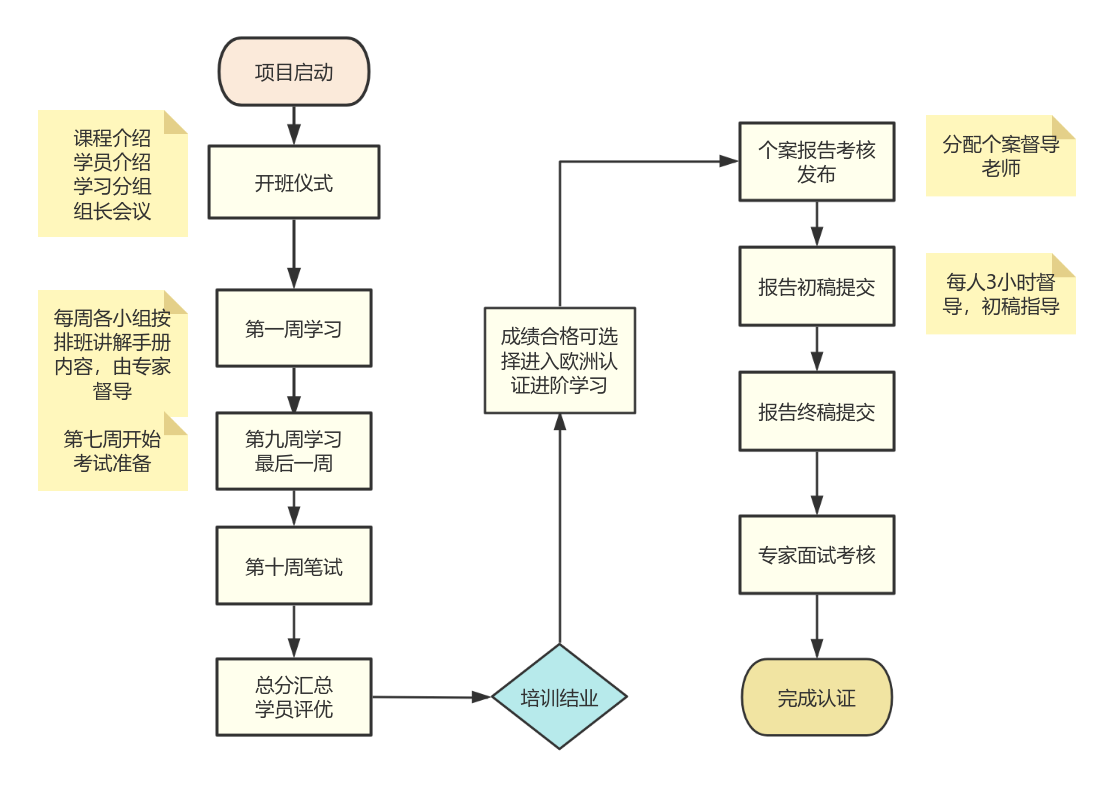 项目启动
课程介绍
学员介绍
学习分组
组长会议
开班仪式
每周各小组按
排班讲解手册
内容，由专家
督导
第一周学习
第七周开始
考试准备
第九周学习
最后一周
第十周笔试
总分汇总
学员评优
培训结业
成绩合格可选
择进入欧洲认
证进阶学习
个案报告考核
发布
分配个案督导
老师
报告初稿提交
每人3小时督
导，初稿指导
报告终稿提交
专家面试考核
完成认证